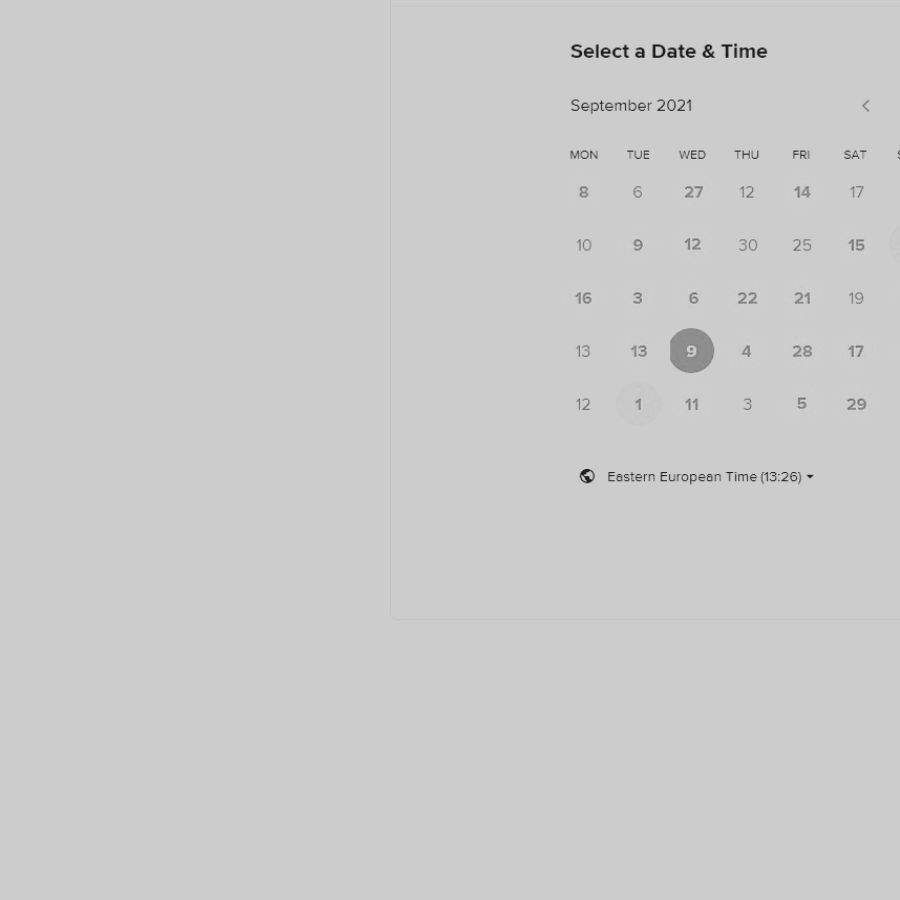 Select a Date & Time
September 2021
MON TUE WED THU FRI SAT
8 6 27 12 14 17
10 9 12 30 25 15
16 3 6 22 21 19
13 13 9 4 28 17
12 1 11 3 5 29
Eastern European Time (13:26)